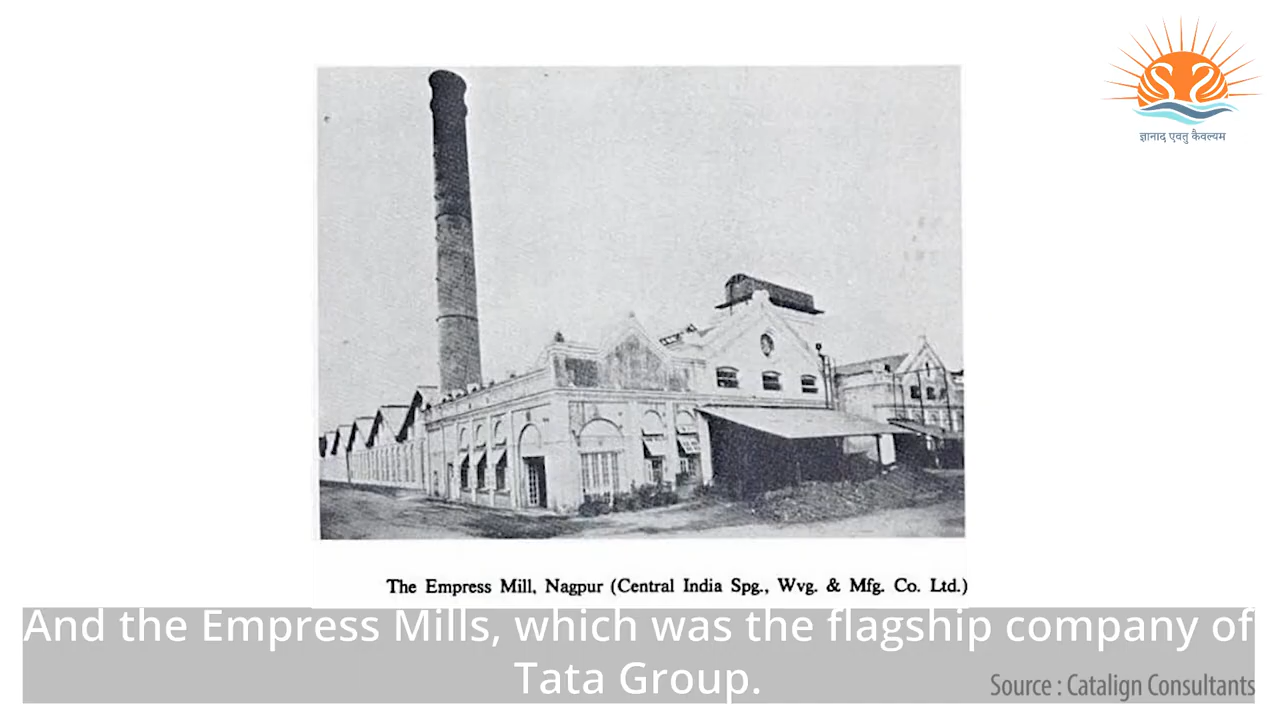 ज्ञानाद् एवतु कैवल्यम
The Empress Mill, Nagpur (Central India Spg., Wvg. & Mfg. Co. Ltd.)
And the Empress Mills, which was the flagship company of
Tata Group.
Source : Catalign Consultants